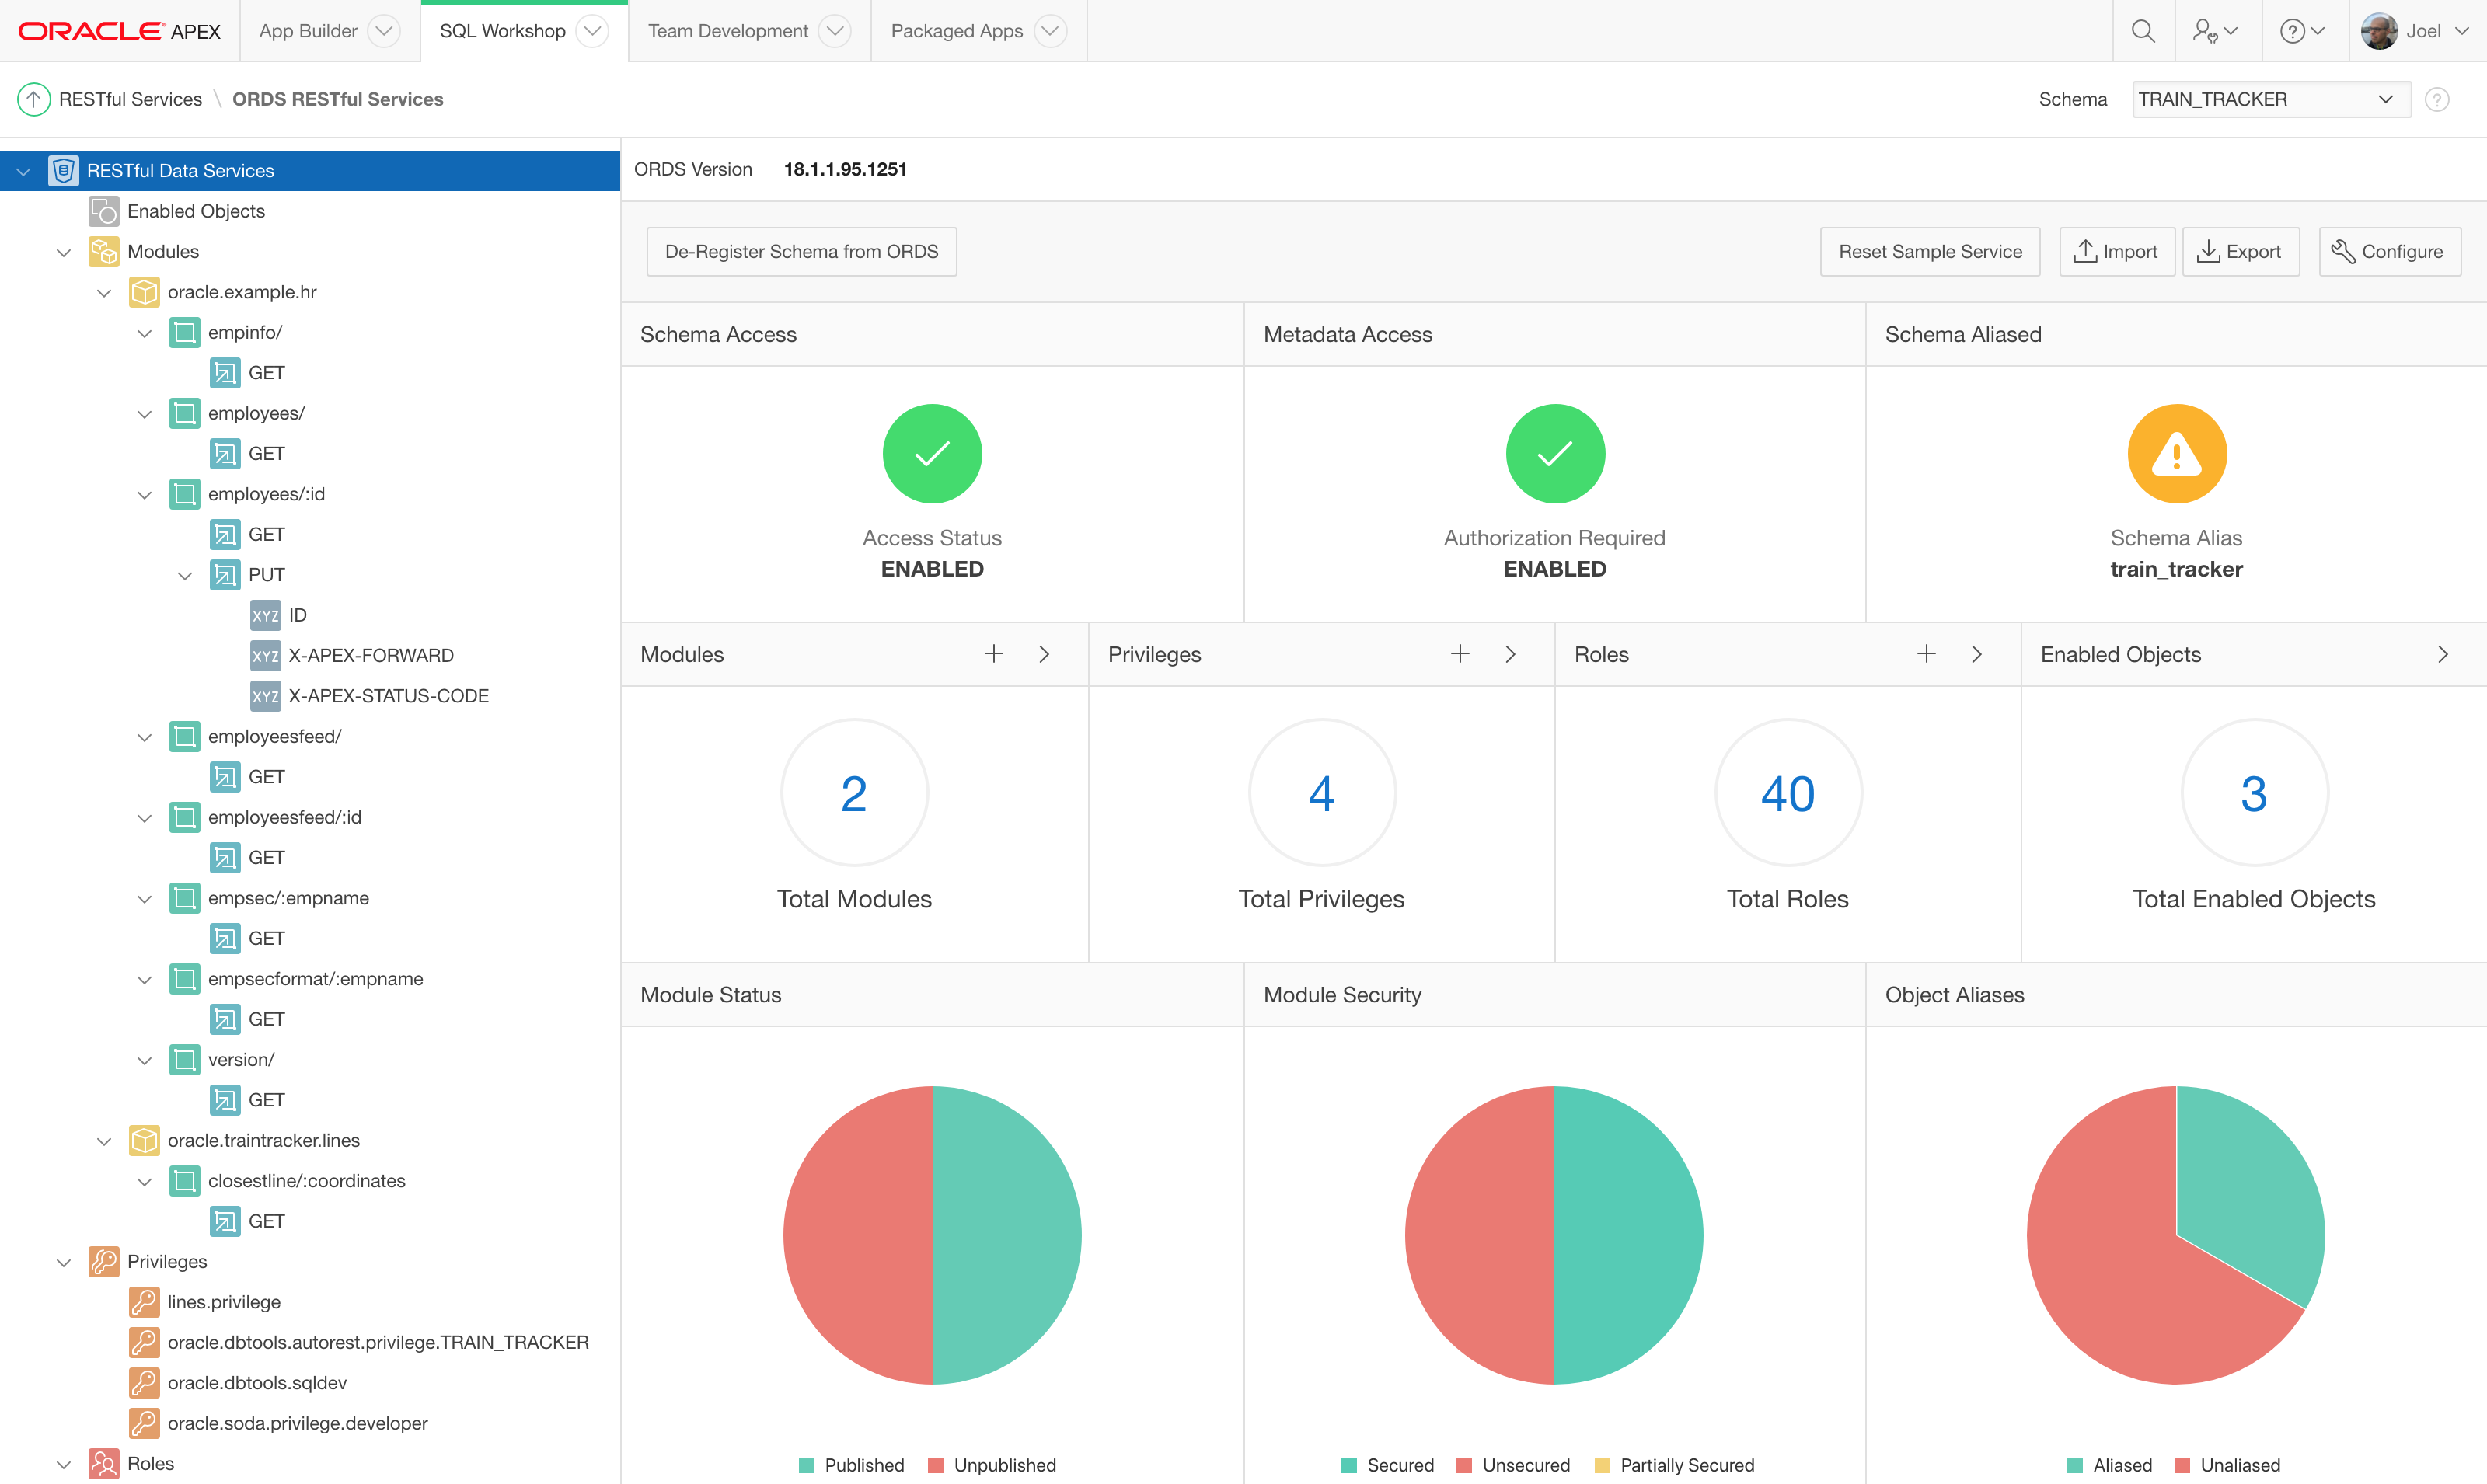 ORACLE® APEX App Builder SQL Workshop Team Development Packaged Apps ? Joel
RESTful Services \ ORDS RESTful Services Schema TRAIN_TRACKER ?
RESTful Data Services
Enabled Objects
Modules
oracle.example.hr
empinfo/
GET
employees/
GET
employees/:id
GET
PUT
XYZ ID
XYZ X-APEX-FORWARD
XYZ X-APEX-STATUS-CODE
employeesfeed/
GET
employeesfeed/:id
GET
empsec/:empname
GET
empsecformat/:empname
GET
version/
GET
oracle.traintracker.lines
closestline/:coordinates
GET
Privileges
lines.privilege
oracle.dbtools.autorest.privilege.TRAIN_TRACKER
oracle.dbtools.sqldev
oracle.soda.privilege.developer
Roles
ORDS Version 18.1.1.95.1251
De-Register Schema from ORDS Reset Sample Service Import Export Configure
Schema Access Metadata Access Schema Aliased
Access Status Authorization Required Schema Alias
ENABLED ENABLED train_tracker
Modules Privileges Roles Enabled Objects
2 4 40 3
Total Modules Total Privileges Total Roles Total Enabled Objects
Module Status Module Security Object Aliases
Published Unpublished Secured Unsecured Partially Secured Aliased Unaliased